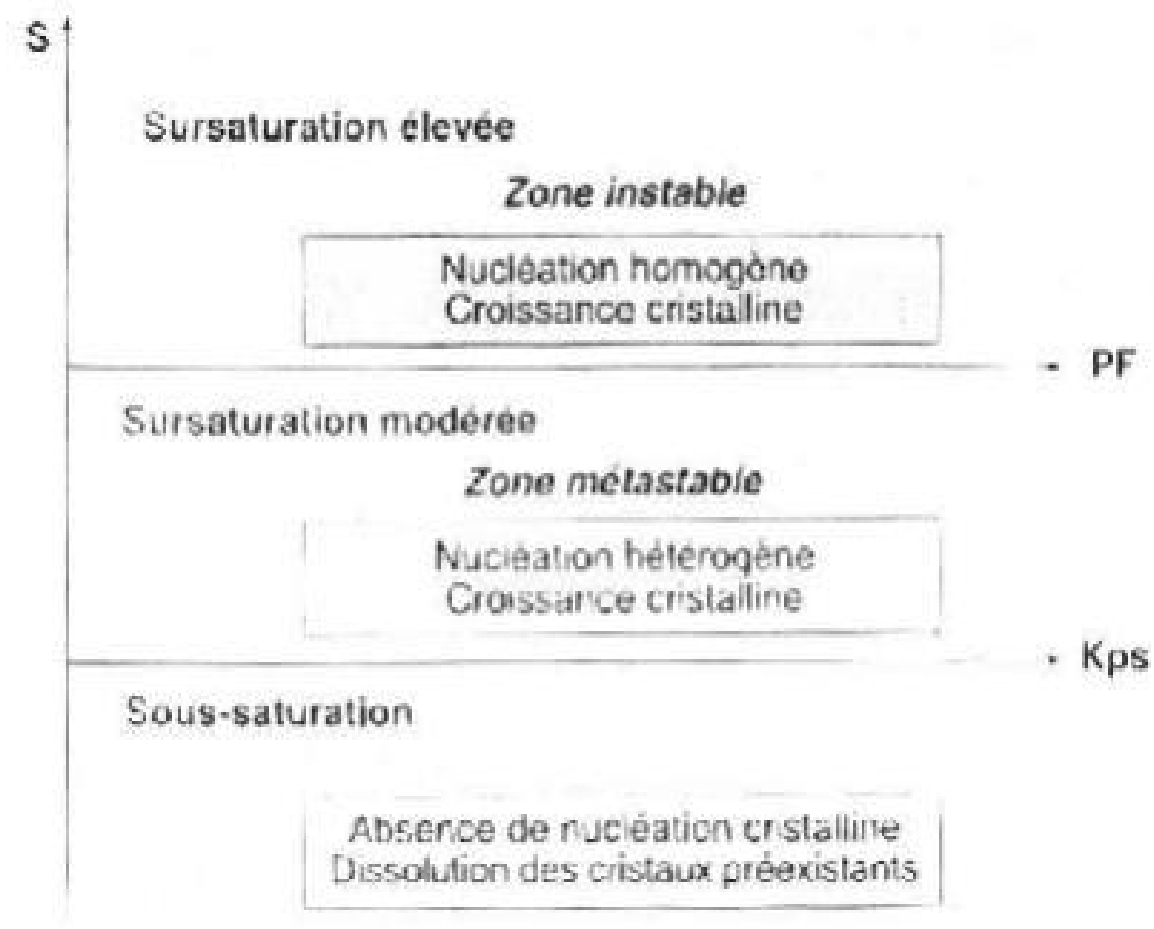 S
Sursaturation élevée
Zone instable
Nucléation homogène
Croissance cristalline
PF
Sursaturation modérée
Zone métastable
Nucléation hétérogène
Croissance cristalline
Kps
Sous-saturation
Absence de nucléation cristalline
Dissolution des cristaux préexistants